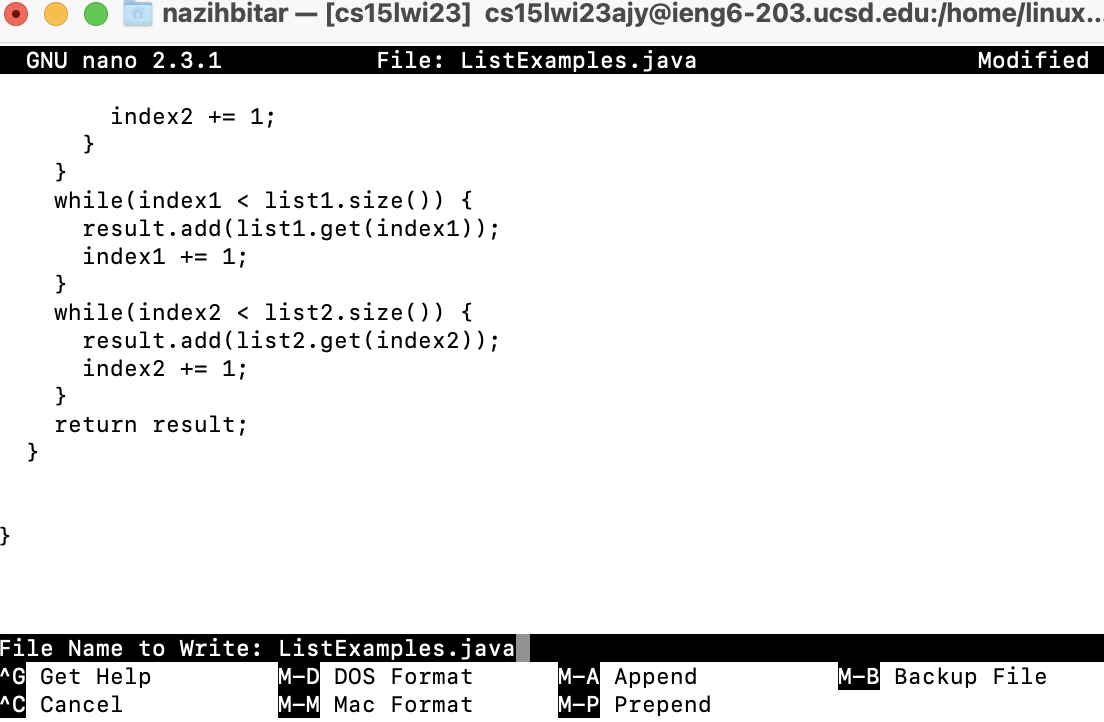 nazihbitar — [cs15lwi23] cs15lwi23ajy@ieng6-203.ucsd.edu:/home/linux...
GNU nano 2.3.1 File: ListExamples.java Modified
index2 += 1;
}
}
while(index1 < list1.size()) {
result.add(list1.get(index1));
index1 += 1;
}
while(index2 < list2.size()) {
result.add(list2.get(index2));
index2 += 1;
}
return result;
}
}
File Name to Write: ListExamples.java
^G Get Help M-D DOS Format M-A Append M-B Backup File
^C Cancel M-M Mac Format M-P Prepend